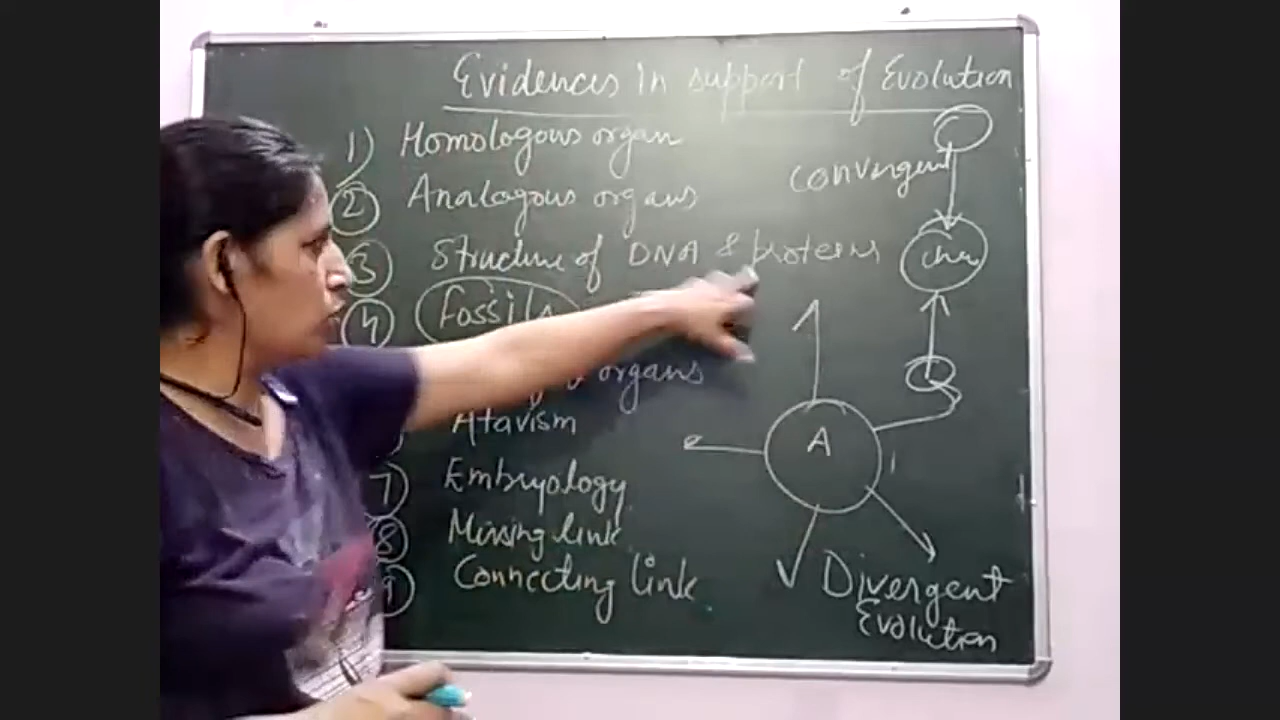 Evidences in support of Evolution
1) Homologous organ
2 Analogous organs
3 Structure of DNA & proteins
4 Fossils
organs
Atavism
7) Embryology
8 Missing link
9 Connecting link
convergent
A
Divergent
Evolution